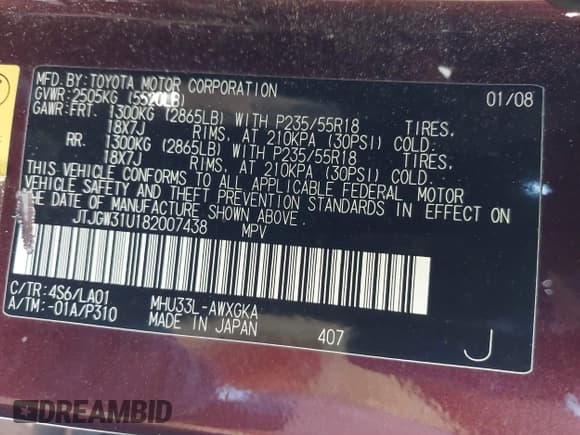 MFD.BY:TOYOTA MOTOR CORPORATION 01/08
GVWR:2505KG (5520LB)
GAWR:FRT. 1300KG (2865LB) WITH P235/55R18 TIRES,
18X7J RIMS, AT 210KPA (30PSI) COLD.
RR. 1300KG (2865LB) WITH P235/55R18 TIRES,
18X7J RIMS, AT 210KPA (30PSI) COLD.
THIS VEHICLE CONFORMS TO ALL APPLICABLE FEDERAL MOTOR
VEHICLE SAFETY AND THEFT PREVENTION STANDARDS IN EFFECT ON
THE DATE OF MANUFACTURE SHOWN ABOVE.
JTJGW31U182007438 MPV
C/TR:4S6/LA01 MHU33L-AWXGKA
A/TM:-01A/P310 MADE IN JAPAN 407 J
DREAMBID